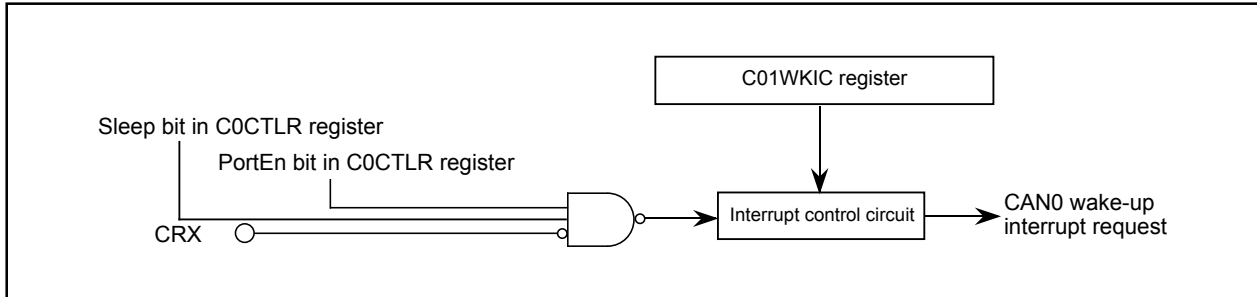 C01WKIC register
Sleep bit in C0CTLR register
PortEn bit in C0CTLR register
CRX
Interrupt control circuit
CAN0 wake-up
interrupt request